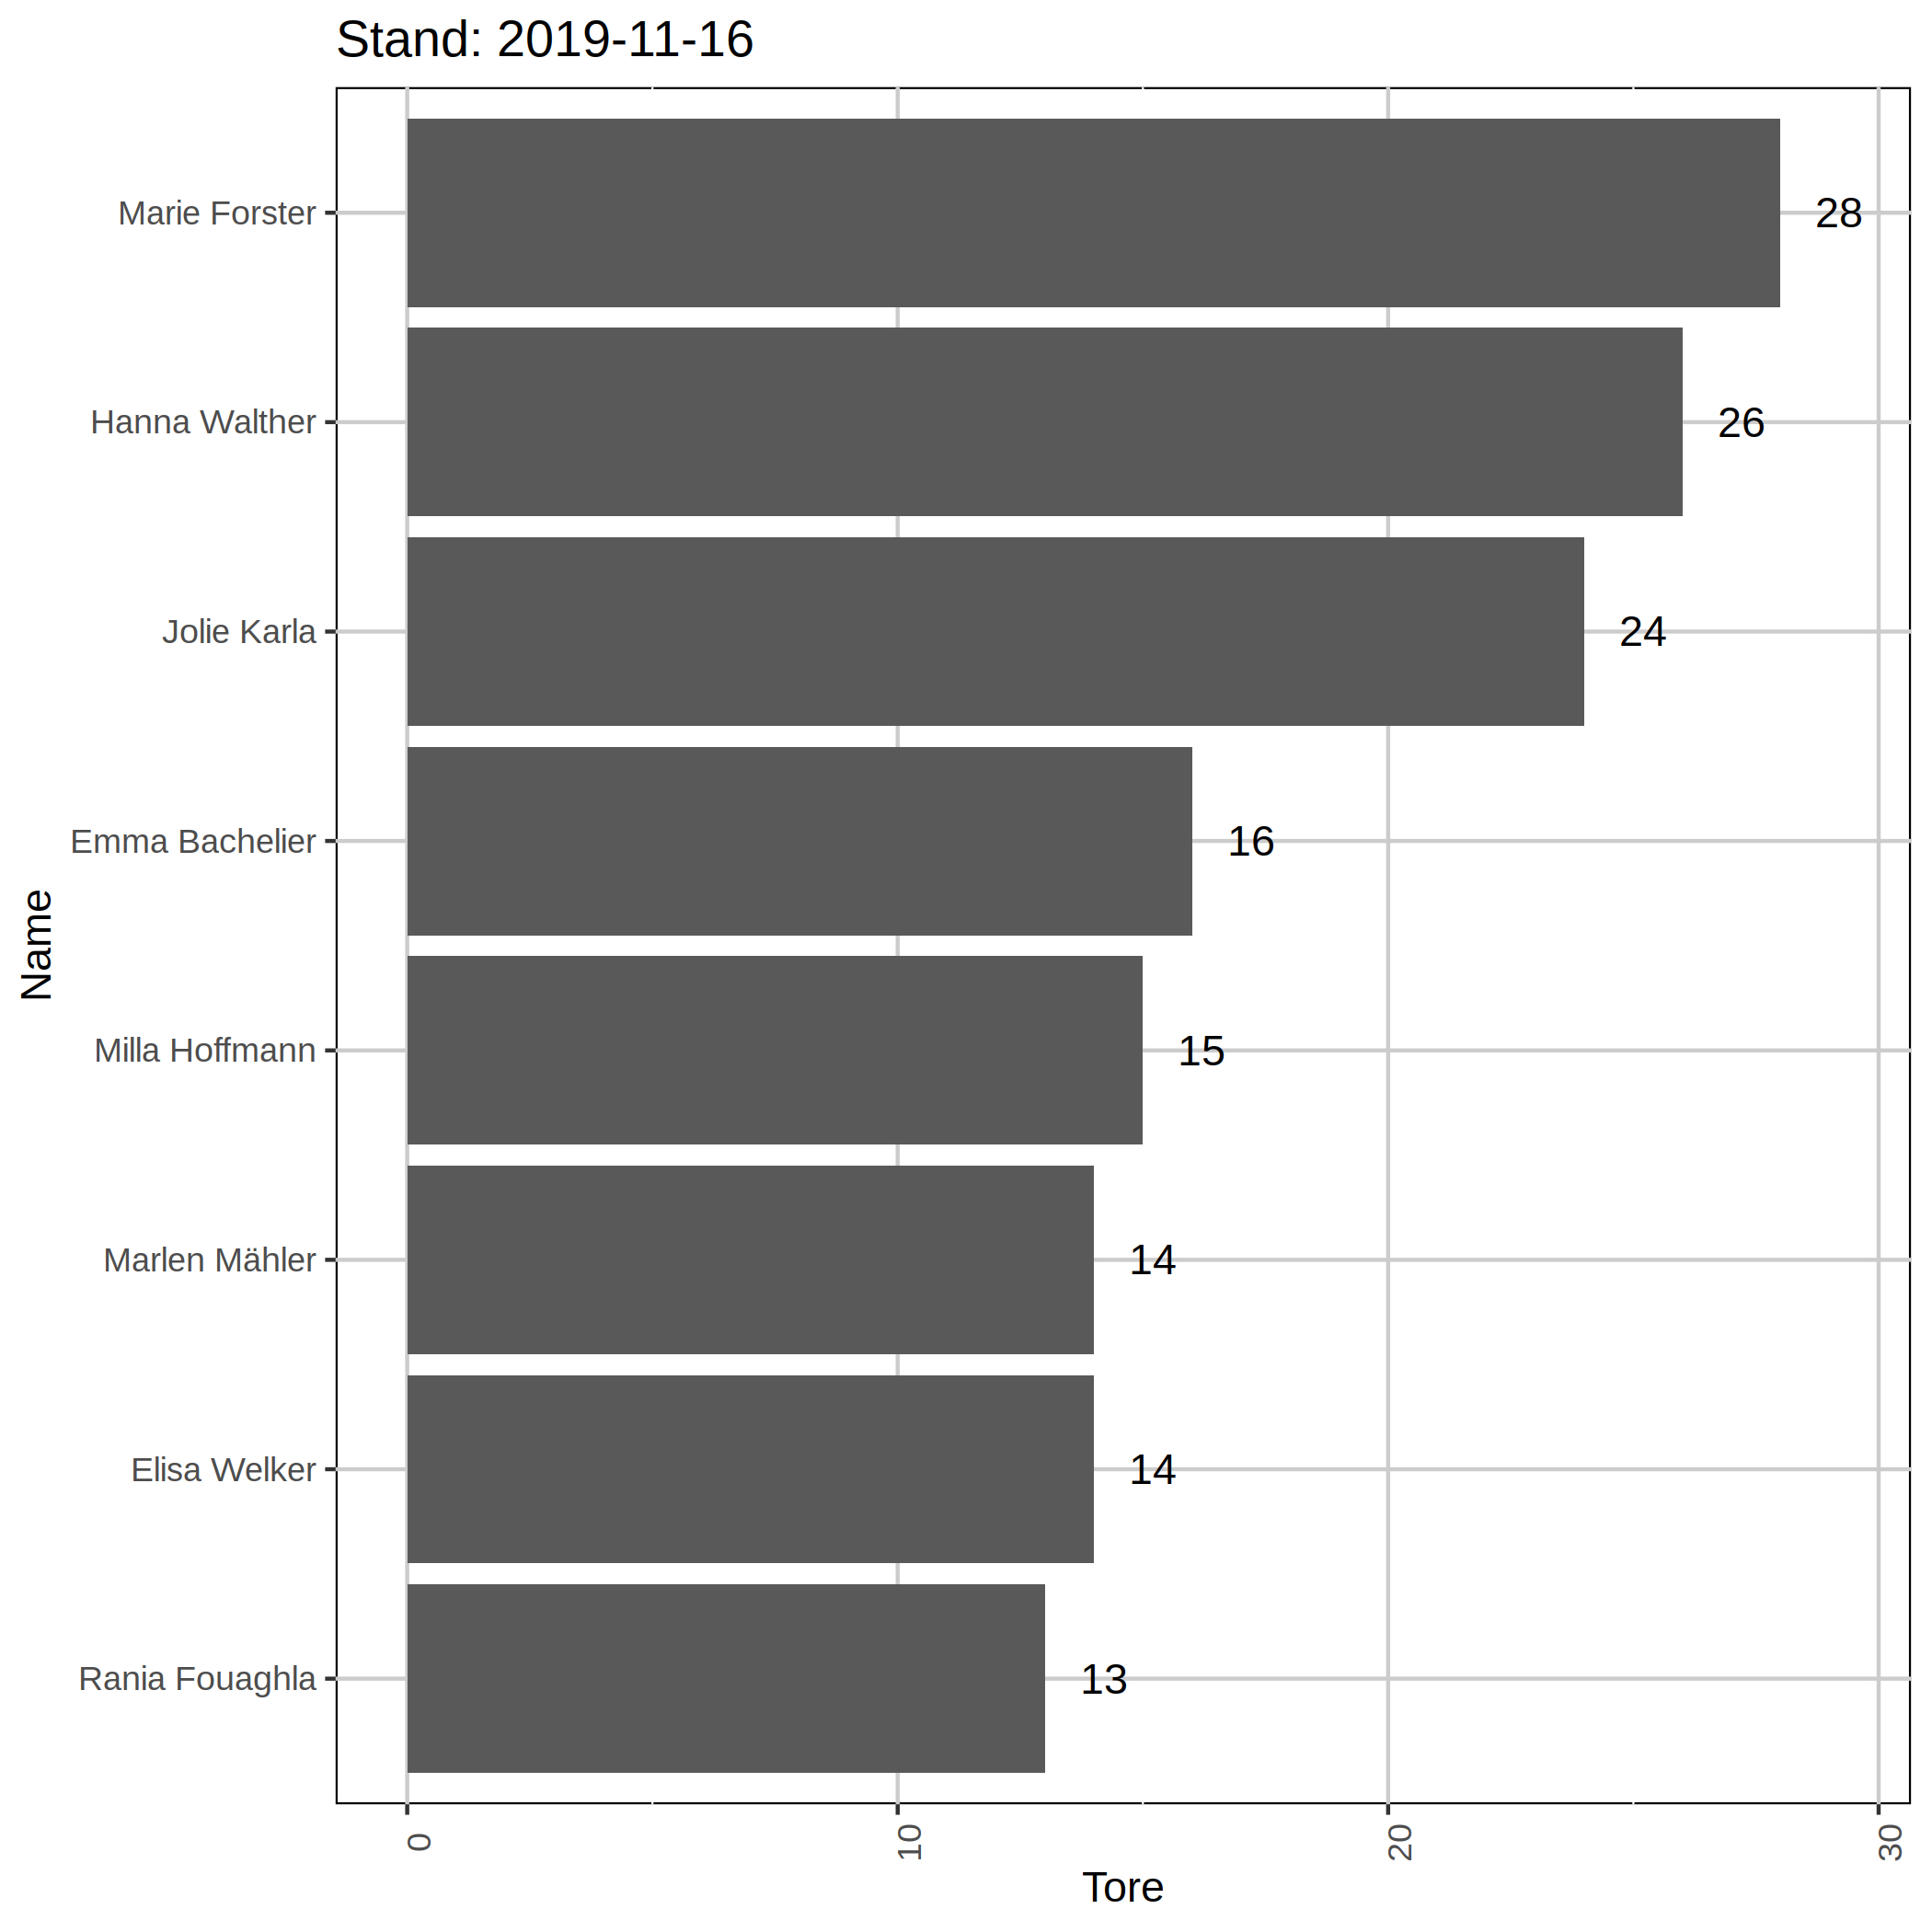 Stand: 2019-11-16
Name
Marie Forster 28
Hanna Walther 26
Jolie Karla 24
Emma Bachelier 16
Milla Hoffmann 15
Marlen Mähler 14
Elisa Welker 14
Rania Fouaghla 13
0 10 20 30
Tore